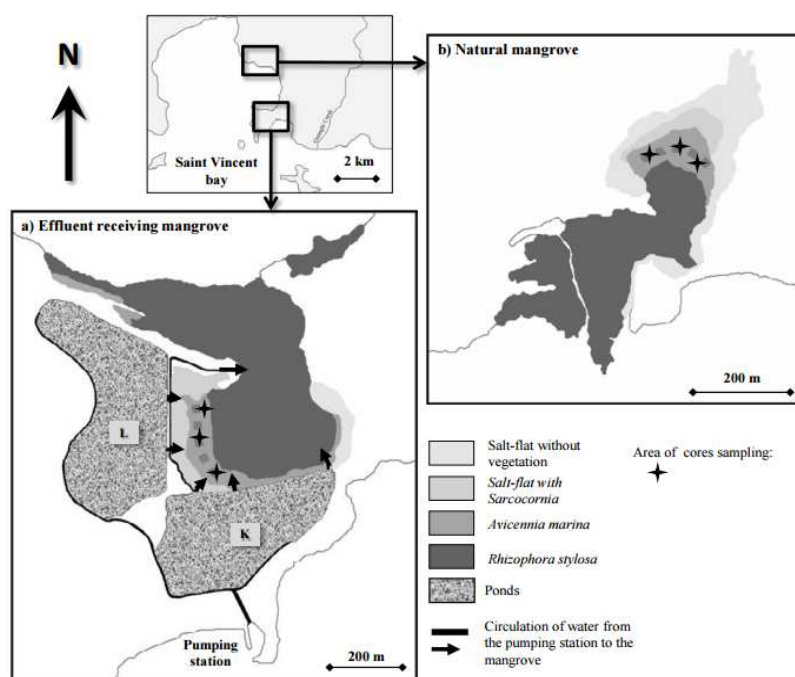 N
Saint Vincent
bay
2 km
b) Natural mangrove
200 m
a) Effluent receiving mangrove
L
K
Pumping
station
200 m
Salt-flat without
vegetation
Salt-flat with
Sarcocornia
Avicennia marina
Rhizophora stylosa
Ponds
Circulation of water from
the pumping station to the
mangrove
Area of cores sampling: